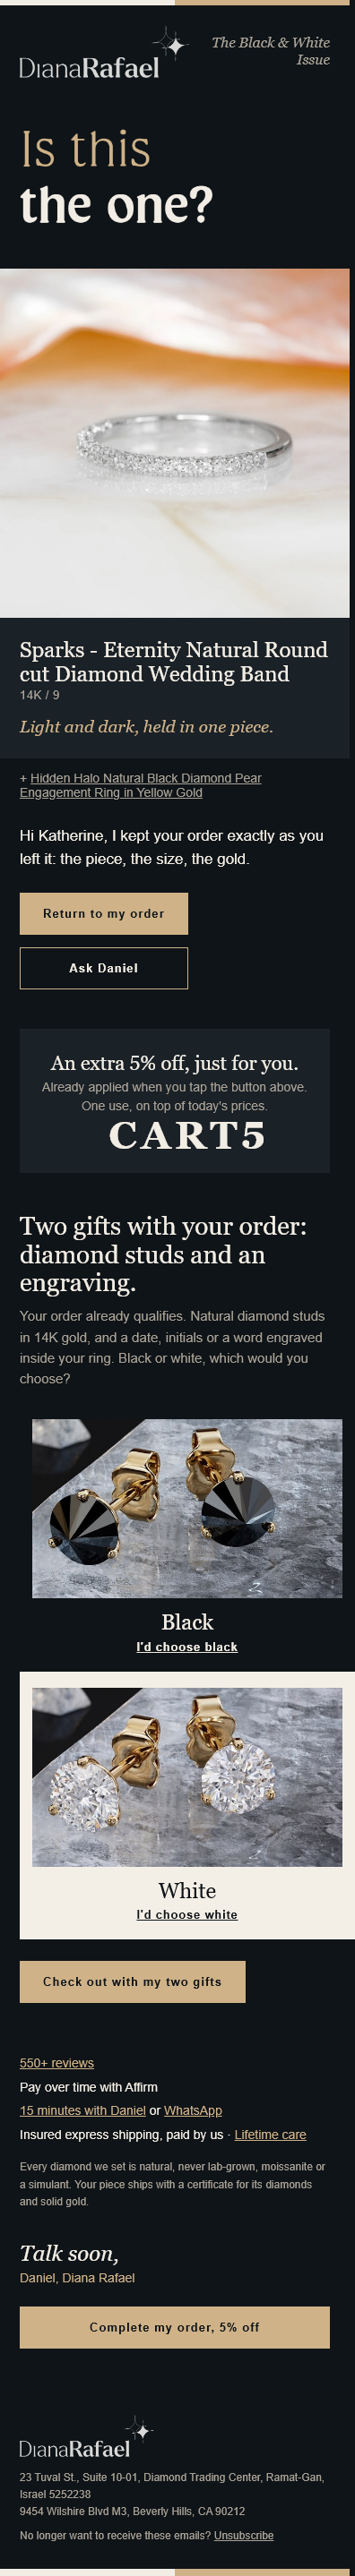 DianaRafael
The Black & White
Issue
Is this
the one?
Sparks - Eternity Natural Round
cut Diamond Wedding Band
14K / 9
Light and dark, held in one piece.
+ Hidden Halo Natural Black Diamond Pear
Engagement Ring in Yellow Gold
Hi Katherine, I kept your order exactly as you
left it: the piece, the size, the gold.
Return to my order
Ask Daniel
An extra 5% off, just for you.
Already applied when you tap the button above.
One use, on top of today's prices.
CART5
Two gifts with your order:
diamond studs and an
engraving.
Your order already qualifies. Natural diamond studs
in 14K gold, and a date, initials or a word engraved
inside your ring. Black or white, which would you
choose?
Black
I'd choose black
White
I'd choose white
Check out with my two gifts
550+ reviews
Pay over time with Affirm
15 minutes with Daniel or WhatsApp
Insured express shipping, paid by us · Lifetime care
Every diamond we set is natural, never lab-grown, moissanite or
a simulant. Your piece ships with a certificate for its diamonds
and solid gold.
Talk soon,
Daniel, Diana Rafael
Complete my order, 5% off
DianaRafael
23 Tuval St., Suite 10-01, Diamond Trading Center, Ramat-Gan,
Israel 5252238
9454 Wilshire Blvd M3, Beverly Hills, CA 90212
No longer want to receive these emails? Unsubscribe